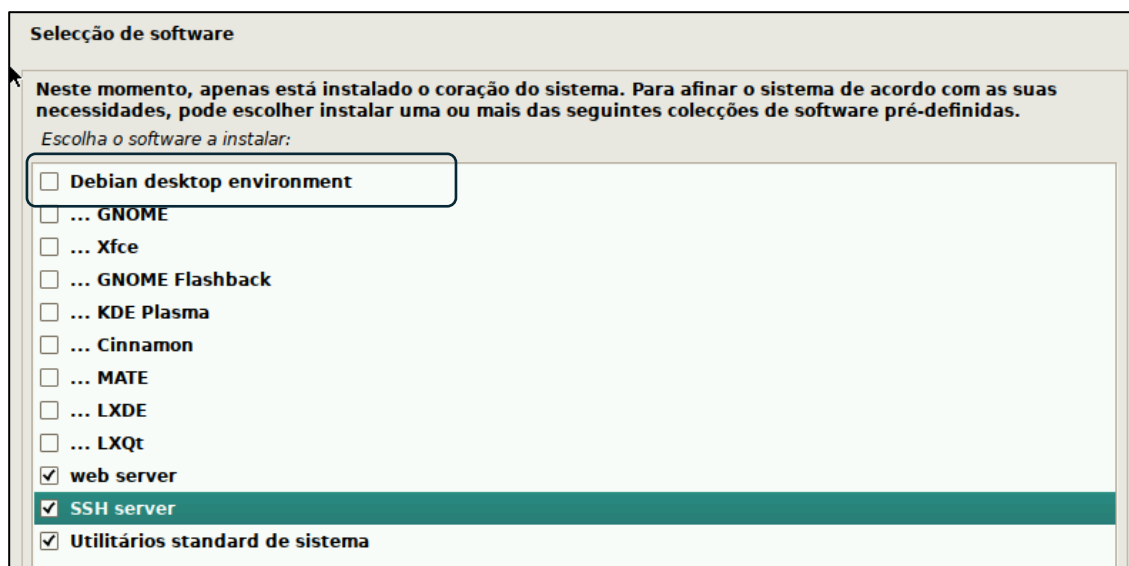 Selecção de software
Neste momento, apenas está instalado o coração do sistema. Para afinar o sistema de acordo com as suas
necessidades, pode escolher instalar uma ou mais das seguintes colecções de software pré-definidas.
Escolha o software a instalar:
Debian desktop environment
... GNOME
... Xfce
... GNOME Flashback
... KDE Plasma
... Cinnamon
... MATE
... LXDE
... LXQt
web server
SSH server
Utilitários standard de sistema